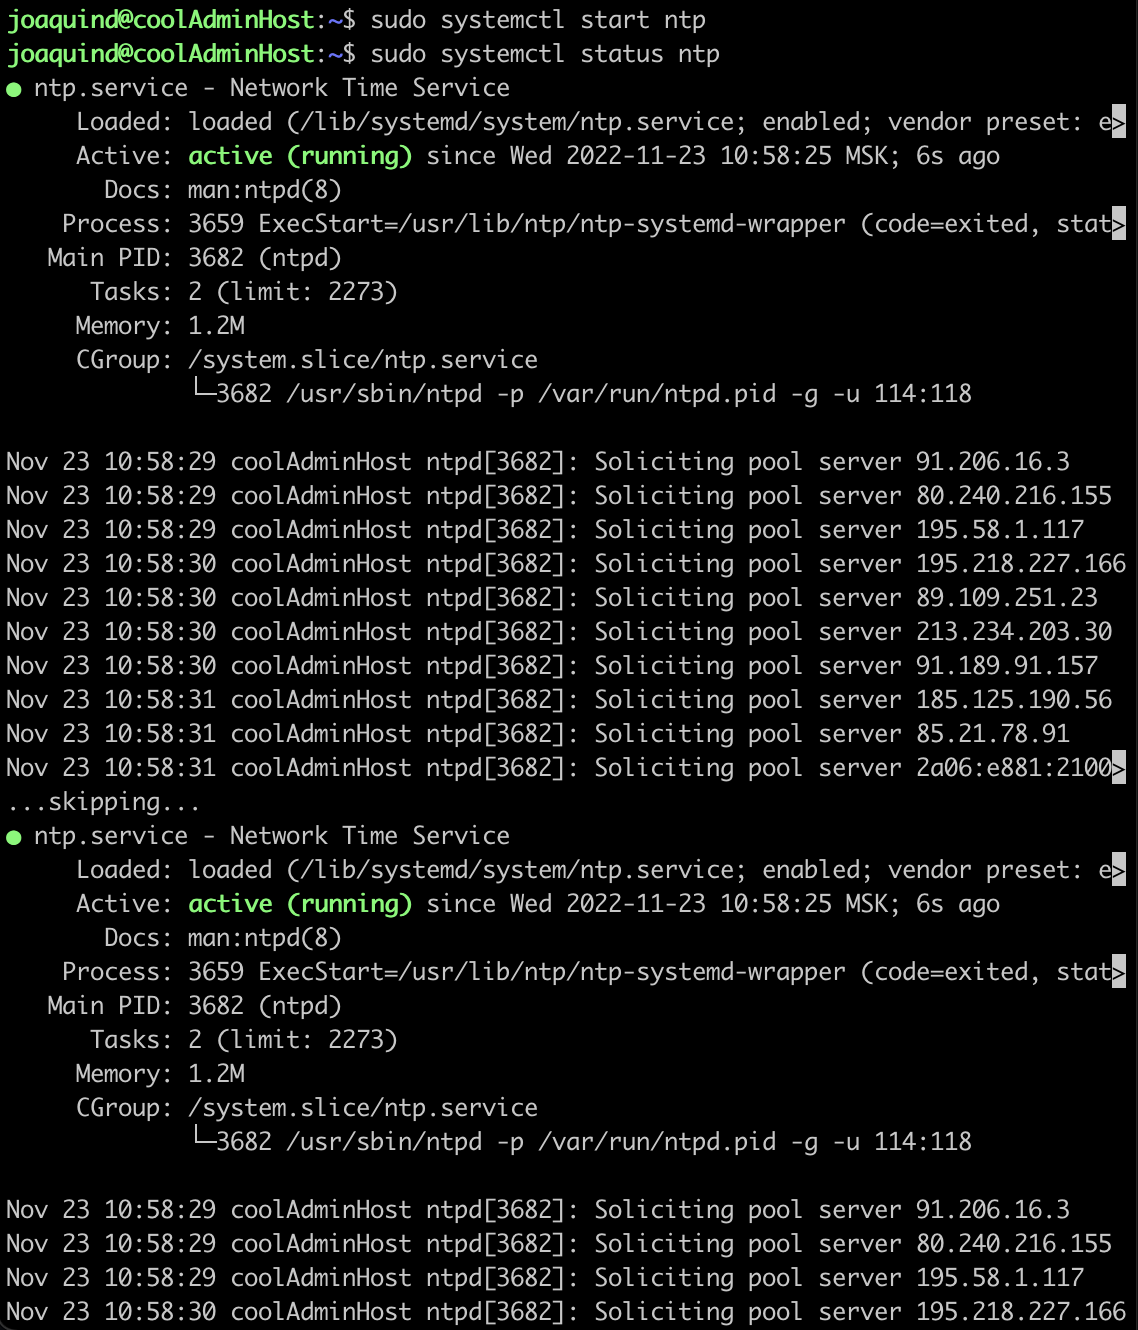 joaquind@coolAdminHost:~$ sudo systemctl start ntp
joaquind@coolAdminHost:~$ sudo systemctl status ntp
● ntp.service - Network Time Service
     Loaded: loaded (/lib/systemd/system/ntp.service; enabled; vendor preset: e>
     Active: active (running) since Wed 2022-11-23 10:58:25 MSK; 6s ago
       Docs: man:ntpd(8)
    Process: 3659 ExecStart=/usr/lib/ntp/ntp-systemd-wrapper (code=exited, stat>
   Main PID: 3682 (ntpd)
      Tasks: 2 (limit: 2273)
     Memory: 1.2M
     CGroup: /system.slice/ntp.service
             └─3682 /usr/sbin/ntpd -p /var/run/ntpd.pid -g -u 114:118

Nov 23 10:58:29 coolAdminHost ntpd[3682]: Soliciting pool server 91.206.16.3
Nov 23 10:58:29 coolAdminHost ntpd[3682]: Soliciting pool server 80.240.216.155
Nov 23 10:58:29 coolAdminHost ntpd[3682]: Soliciting pool server 195.58.1.117
Nov 23 10:58:30 coolAdminHost ntpd[3682]: Soliciting pool server 195.218.227.166
Nov 23 10:58:30 coolAdminHost ntpd[3682]: Soliciting pool server 89.109.251.23
Nov 23 10:58:30 coolAdminHost ntpd[3682]: Soliciting pool server 213.234.203.30
Nov 23 10:58:30 coolAdminHost ntpd[3682]: Soliciting pool server 91.189.91.157
Nov 23 10:58:31 coolAdminHost ntpd[3682]: Soliciting pool server 185.125.190.56
Nov 23 10:58:31 coolAdminHost ntpd[3682]: Soliciting pool server 85.21.78.91
Nov 23 10:58:31 coolAdminHost ntpd[3682]: Soliciting pool server 2a06:e881:2100>
...skipping...
● ntp.service - Network Time Service
     Loaded: loaded (/lib/systemd/system/ntp.service; enabled; vendor preset: e>
     Active: active (running) since Wed 2022-11-23 10:58:25 MSK; 6s ago
       Docs: man:ntpd(8)
    Process: 3659 ExecStart=/usr/lib/ntp/ntp-systemd-wrapper (code=exited, stat>
   Main PID: 3682 (ntpd)
      Tasks: 2 (limit: 2273)
     Memory: 1.2M
     CGroup: /system.slice/ntp.service
             └─3682 /usr/sbin/ntpd -p /var/run/ntpd.pid -g -u 114:118

Nov 23 10:58:29 coolAdminHost ntpd[3682]: Soliciting pool server 91.206.16.3
Nov 23 10:58:29 coolAdminHost ntpd[3682]: Soliciting pool server 80.240.216.155
Nov 23 10:58:29 coolAdminHost ntpd[3682]: Soliciting pool server 195.58.1.117
Nov 23 10:58:30 coolAdminHost ntpd[3682]: Soliciting pool server 195.218.227.166